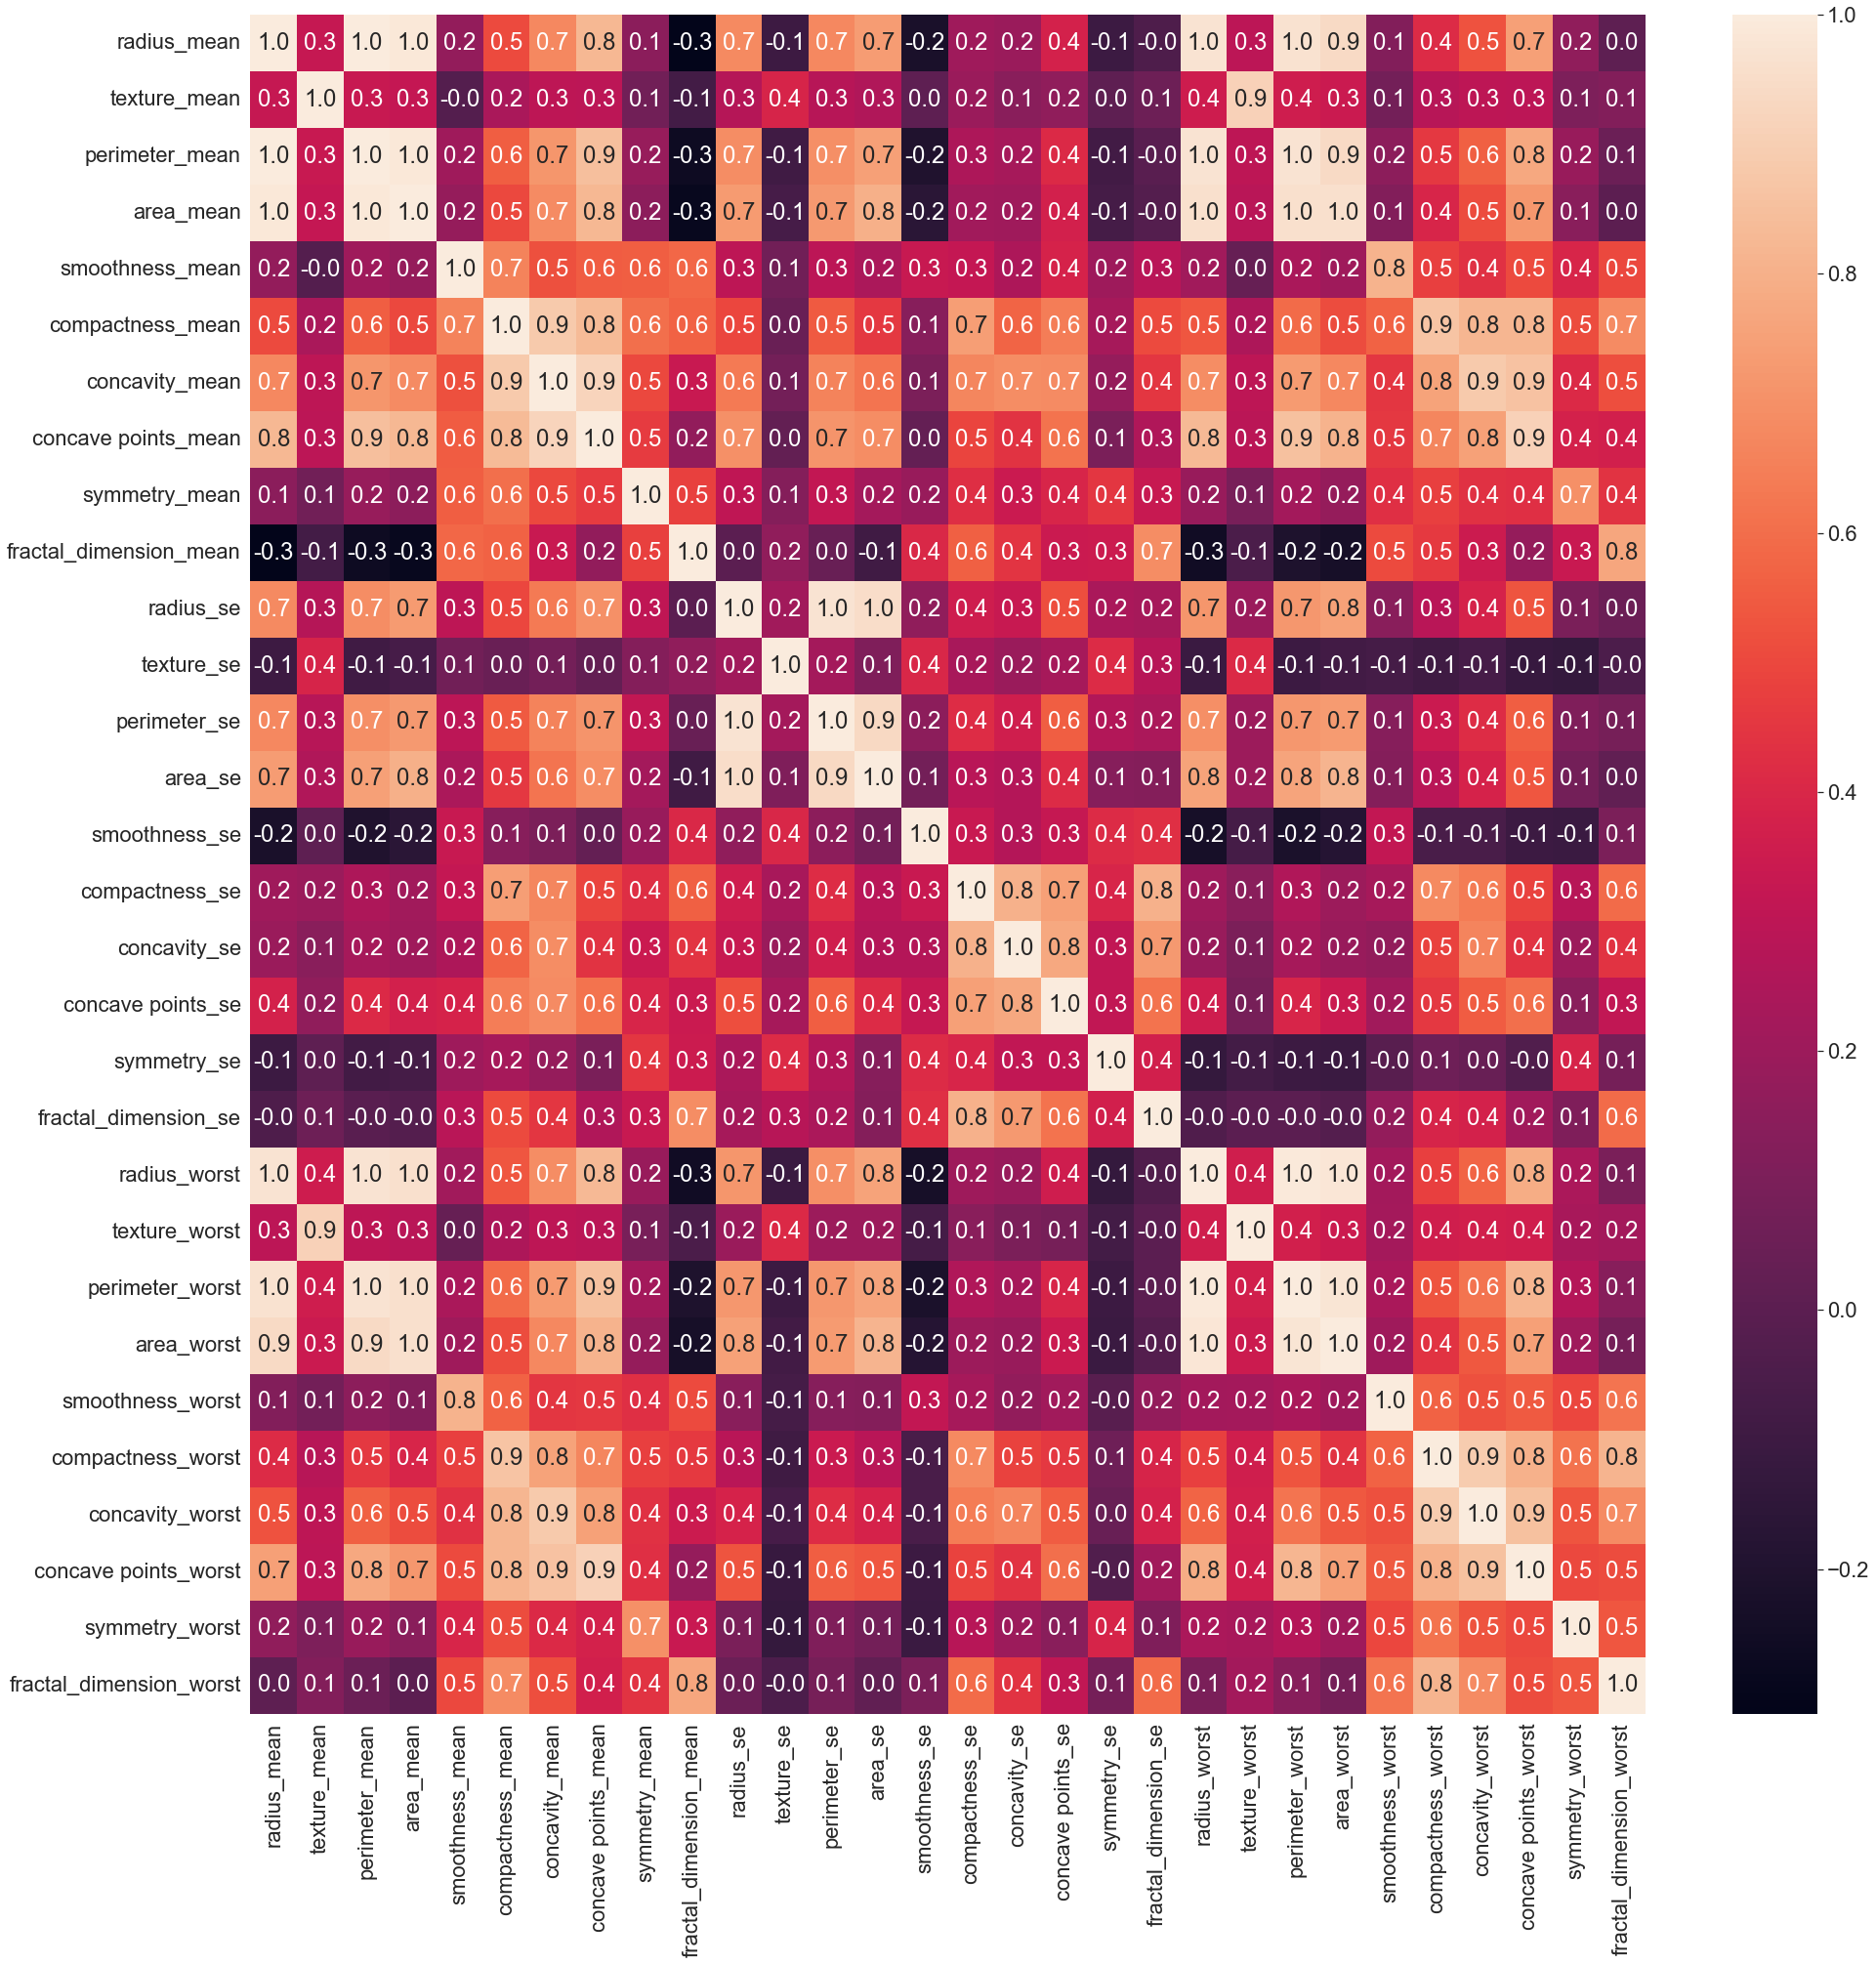 radius_mean 1.0 0.3 1.0 1.0 0.2 0.5 0.7 0.8 0.1 -0.3 0.7 -0.1 0.7 0.7 -0.2 0.2 0.2 0.4 -0.1 -0.0 1.0 0.3 1.0 0.9 0.1 0.4 0.5 0.7 0.2 0.0
texture_mean 0.3 1.0 0.3 0.3 -0.0 0.2 0.3 0.3 0.1 -0.1 0.3 0.4 0.3 0.3 0.0 0.2 0.1 0.2 0.0 0.1 0.4 0.9 0.4 0.3 0.1 0.3 0.3 0.3 0.1 0.1
perimeter_mean 1.0 0.3 1.0 1.0 0.2 0.6 0.7 0.9 0.2 -0.3 0.7 -0.1 0.7 0.7 -0.2 0.3 0.2 0.4 -0.1 -0.0 1.0 0.3 1.0 0.9 0.2 0.5 0.6 0.8 0.2 0.1
area_mean 1.0 0.3 1.0 1.0 0.2 0.5 0.7 0.8 0.2 -0.3 0.7 -0.1 0.7 0.8 -0.2 0.2 0.2 0.4 -0.1 -0.0 1.0 0.3 1.0 1.0 0.1 0.4 0.5 0.7 0.1 0.0
smoothness_mean 0.2 -0.0 0.2 0.2 1.0 0.7 0.5 0.6 0.6 0.6 0.3 0.1 0.3 0.2 0.3 0.3 0.2 0.4 0.2 0.3 0.2 0.0 0.2 0.2 0.8 0.5 0.4 0.5 0.4 0.5
compactness_mean 0.5 0.2 0.6 0.5 0.7 1.0 0.9 0.8 0.6 0.6 0.5 0.0 0.5 0.5 0.1 0.7 0.6 0.6 0.2 0.5 0.5 0.2 0.6 0.5 0.6 0.9 0.8 0.8 0.5 0.7
concavity_mean 0.7 0.3 0.7 0.7 0.5 0.9 1.0 0.9 0.5 0.3 0.6 0.1 0.7 0.6 0.1 0.7 0.7 0.7 0.2 0.4 0.7 0.3 0.7 0.7 0.4 0.8 0.9 0.9 0.4 0.5
concave points_mean 0.8 0.3 0.9 0.8 0.6 0.8 0.9 1.0 0.5 0.2 0.7 0.0 0.7 0.7 0.0 0.5 0.4 0.6 0.1 0.3 0.8 0.3 0.9 0.8 0.5 0.7 0.8 0.9 0.4 0.4
symmetry_mean 0.1 0.1 0.2 0.2 0.6 0.6 0.5 0.5 1.0 0.5 0.3 0.1 0.3 0.2 0.2 0.4 0.3 0.4 0.4 0.3 0.2 0.1 0.2 0.2 0.4 0.5 0.4 0.4 0.7 0.4
fractal_dimension_mean -0.3 -0.1 -0.3 -0.3 0.6 0.6 0.3 0.2 0.5 1.0 0.0 0.2 0.0 -0.1 0.4 0.6 0.4 0.3 0.3 0.7 -0.3 -0.1 -0.2 -0.2 0.5 0.5 0.3 0.2 0.3 0.8
radius_se 0.7 0.3 0.7 0.7 0.3 0.5 0.6 0.7 0.3 0.0 1.0 0.2 1.0 1.0 0.2 0.4 0.3 0.5 0.2 0.2 0.7 0.2 0.7 0.8 0.1 0.3 0.4 0.5 0.1 0.0
texture_se -0.1 0.4 -0.1 -0.1 0.1 0.0 0.1 0.0 0.1 0.2 0.2 1.0 0.2 0.1 0.4 0.2 0.2 0.2 0.4 0.3 -0.1 0.4 -0.1 -0.1 -0.1 -0.1 -0.1 -0.1 -0.1 -0.0
perimeter_se 0.7 0.3 0.7 0.7 0.3 0.5 0.7 0.7 0.3 0.0 1.0 0.2 1.0 0.9 0.2 0.4 0.4 0.6 0.3 0.2 0.7 0.2 0.7 0.7 0.1 0.3 0.4 0.6 0.1 0.1
area_se 0.7 0.3 0.7 0.8 0.2 0.5 0.6 0.7 0.2 -0.1 1.0 0.1 0.9 1.0 0.1 0.3 0.3 0.4 0.1 0.1 0.8 0.2 0.8 0.8 0.1 0.3 0.4 0.5 0.1 0.0
smoothness_se -0.2 0.0 -0.2 -0.2 0.3 0.1 0.1 0.0 0.2 0.4 0.2 0.4 0.2 0.1 1.0 0.3 0.3 0.3 0.4 0.4 -0.2 -0.1 -0.2 -0.2 0.3 -0.1 -0.1 -0.1 -0.1 0.1
compactness_se 0.2 0.2 0.3 0.2 0.3 0.7 0.7 0.5 0.4 0.6 0.4 0.2 0.4 0.3 0.3 1.0 0.8 0.7 0.4 0.8 0.2 0.1 0.3 0.2 0.2 0.7 0.6 0.5 0.3 0.6
concavity_se 0.2 0.1 0.2 0.2 0.2 0.6 0.7 0.4 0.3 0.4 0.3 0.2 0.4 0.3 0.3 0.8 1.0 0.8 0.3 0.7 0.2 0.1 0.2 0.2 0.2 0.5 0.7 0.4 0.2 0.4
concave points_se 0.4 0.2 0.4 0.4 0.4 0.6 0.7 0.6 0.4 0.3 0.5 0.2 0.6 0.4 0.3 0.7 0.8 1.0 0.3 0.6 0.4 0.1 0.4 0.3 0.2 0.5 0.5 0.6 0.1 0.3
symmetry_se -0.1 0.0 -0.1 -0.1 0.2 0.2 0.2 0.1 0.4 0.3 0.2 0.4 0.3 0.1 0.4 0.4 0.3 0.3 1.0 0.4 -0.1 -0.1 -0.1 -0.1 -0.0 0.1 0.0 -0.0 0.4 0.1
fractal_dimension_se -0.0 0.1 -0.0 -0.0 0.3 0.5 0.4 0.3 0.3 0.7 0.2 0.3 0.2 0.1 0.4 0.8 0.7 0.6 0.4 1.0 -0.0 -0.0 -0.0 -0.0 0.2 0.4 0.4 0.2 0.1 0.6
radius_worst 1.0 0.4 1.0 1.0 0.2 0.5 0.7 0.8 0.2 -0.3 0.7 -0.1 0.7 0.8 -0.2 0.2 0.2 0.4 -0.1 -0.0 1.0 0.4 1.0 1.0 0.2 0.5 0.6 0.8 0.2 0.1
texture_worst 0.3 0.9 0.3 0.3 0.0 0.2 0.3 0.3 0.1 -0.1 0.2 0.4 0.2 0.2 -0.1 0.1 0.1 0.1 -0.1 -0.0 0.4 1.0 0.4 0.3 0.2 0.4 0.4 0.4 0.2 0.2
perimeter_worst 1.0 0.4 1.0 1.0 0.2 0.6 0.7 0.9 0.2 -0.2 0.7 -0.1 0.7 0.8 -0.2 0.3 0.2 0.4 -0.1 -0.0 1.0 0.4 1.0 1.0 0.2 0.5 0.6 0.8 0.3 0.1
area_worst 0.9 0.3 0.9 1.0 0.2 0.5 0.7 0.8 0.2 -0.2 0.8 -0.1 0.7 0.8 -0.2 0.2 0.2 0.3 -0.1 -0.0 1.0 0.3 1.0 1.0 0.2 0.4 0.5 0.7 0.2 0.1
smoothness_worst 0.1 0.1 0.2 0.1 0.8 0.6 0.4 0.5 0.4 0.5 0.1 -0.1 0.1 0.1 0.3 0.2 0.2 0.2 -0.0 0.2 0.2 0.2 0.2 0.2 1.0 0.6 0.5 0.5 0.5 0.6
compactness_worst 0.4 0.3 0.5 0.4 0.5 0.9 0.8 0.7 0.5 0.5 0.3 -0.1 0.3 0.3 -0.1 0.7 0.5 0.5 0.1 0.4 0.5 0.4 0.5 0.4 0.6 1.0 0.9 0.8 0.6 0.8
concavity_worst 0.5 0.3 0.6 0.5 0.4 0.8 0.9 0.8 0.4 0.3 0.4 -0.1 0.4 0.4 -0.1 0.6 0.7 0.5 0.0 0.4 0.6 0.4 0.6 0.5 0.5 0.9 1.0 0.9 0.5 0.7
concave points_worst 0.7 0.3 0.8 0.7 0.5 0.8 0.9 0.9 0.4 0.2 0.5 -0.1 0.6 0.5 -0.1 0.5 0.4 0.6 -0.0 0.2 0.8 0.4 0.8 0.7 0.5 0.8 0.9 1.0 0.5 0.5
symmetry_worst 0.2 0.1 0.2 0.1 0.4 0.5 0.4 0.4 0.7 0.3 0.1 -0.1 0.1 0.1 -0.1 0.3 0.2 0.1 0.4 0.1 0.2 0.2 0.3 0.2 0.5 0.6 0.5 0.5 1.0 0.5
fractal_dimension_worst 0.0 0.1 0.1 0.0 0.5 0.7 0.5 0.4 0.4 0.8 0.0 -0.0 0.1 0.0 0.1 0.6 0.4 0.3 0.1 0.6 0.1 0.2 0.1 0.1 0.6 0.8 0.7 0.5 0.5 1.0
radius_mean
texture_mean
perimeter_mean
area_mean
smoothness_mean
compactness_mean
concavity_mean
concave points_mean
symmetry_mean
fractal_dimension_mean
radius_se
texture_se
perimeter_se
area_se
smoothness_se
compactness_se
concavity_se
concave points_se
symmetry_se
fractal_dimension_se
radius_worst
texture_worst
perimeter_worst
area_worst
smoothness_worst
compactness_worst
concavity_worst
concave points_worst
symmetry_worst
fractal_dimension_worst
1.0
0.8
0.6
0.4
0.2
0.0
−0.2